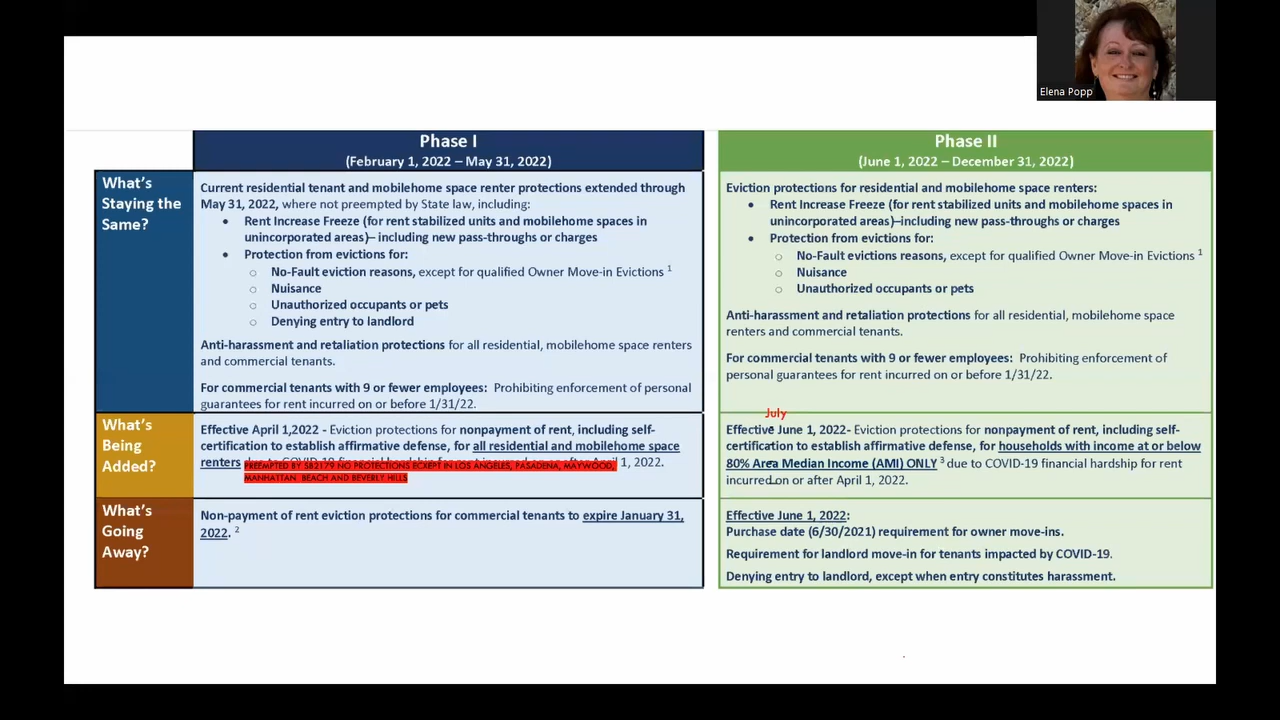 Elena Popp
Phase I
(February 1, 2022 – May 31, 2022)
Phase II
(June 1, 2022 – December 31, 2022)
What's
Staying the
Same?
Current residential tenant and mobilehome space renter protections extended through
May 31, 2022, where not preempted by State law, including:
• Rent Increase Freeze (for rent stabilized units and mobilehome spaces in
unincorporated areas)– including new pass-throughs or charges
• Protection from evictions for:
○ No-Fault eviction reasons, except for qualified Owner Move-in Evictions 1
○ Nuisance
○ Unauthorized occupants or pets
○ Denying entry to landlord
Anti-harassment and retaliation protections for all residential, mobilehome space renters
and commercial tenants.
For commercial tenants with 9 or fewer employees: Prohibiting enforcement of personal
guarantees for rent incurred on or before 1/31/22.
Eviction protections for residential and mobilehome space renters:
• Rent Increase Freeze (for rent stabilized units and mobilehome spaces in
unincorporated areas)–including new pass-throughs or charges
• Protection from evictions for:
○ No-Fault evictions reasons, except for qualified Owner Move-in Evictions 1
○ Nuisance
○ Unauthorized occupants or pets
Anti-harassment and retaliation protections for all residential, mobilehome space
renters and commercial tenants.
For commercial tenants with 9 or fewer employees: Prohibiting enforcement of personal
guarantees for rent incurred on or before 1/31/22.
What's
Being
Added?
Effective April 1,2022 - Eviction protections for nonpayment of rent, including self-
certification to establish affirmative defense, for all residential and mobilehome space
renters due to COVID-19 financial hardship for rent incurred on or after April 1, 2022.
PREEMPTED BY SB2179 NO PROTECTIONS ECXEPT IN LOS ANGELES, PASADENA, MAYWOOD,
MANHATTAN BEACH AND BEVERLY HILLS
July
Effective June 1, 2022- Eviction protections for nonpayment of rent, including self-
certification to establish affirmative defense, for households with income at or below
80% Area Median Income (AMI) ONLY 3 due to COVID-19 financial hardship for rent
incurred on or after April 1, 2022.
What's
Going
Away?
Non-payment of rent eviction protections for commercial tenants to expire January 31,
2022. 2
Effective June 1, 2022:
Purchase date (6/30/2021) requirement for owner move-ins.
Requirement for landlord move-in for tenants impacted by COVID-19.
Denying entry to landlord, except when entry constitutes harassment.